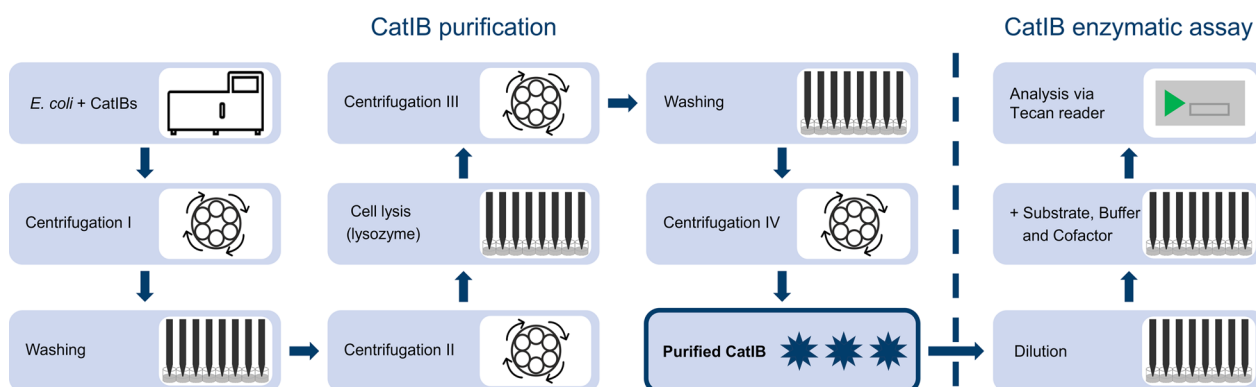 CatIB purification
CatIB enzymatic assay
E. coli + CatIBs
Centrifugation I
Washing
Centrifugation II
Cell lysis
(lysozyme)
Centrifugation III
Washing
Centrifugation IV
Purified CatIB
Dilution
+ Substrate, Buffer
and Cofactor
Analysis via
Tecan reader